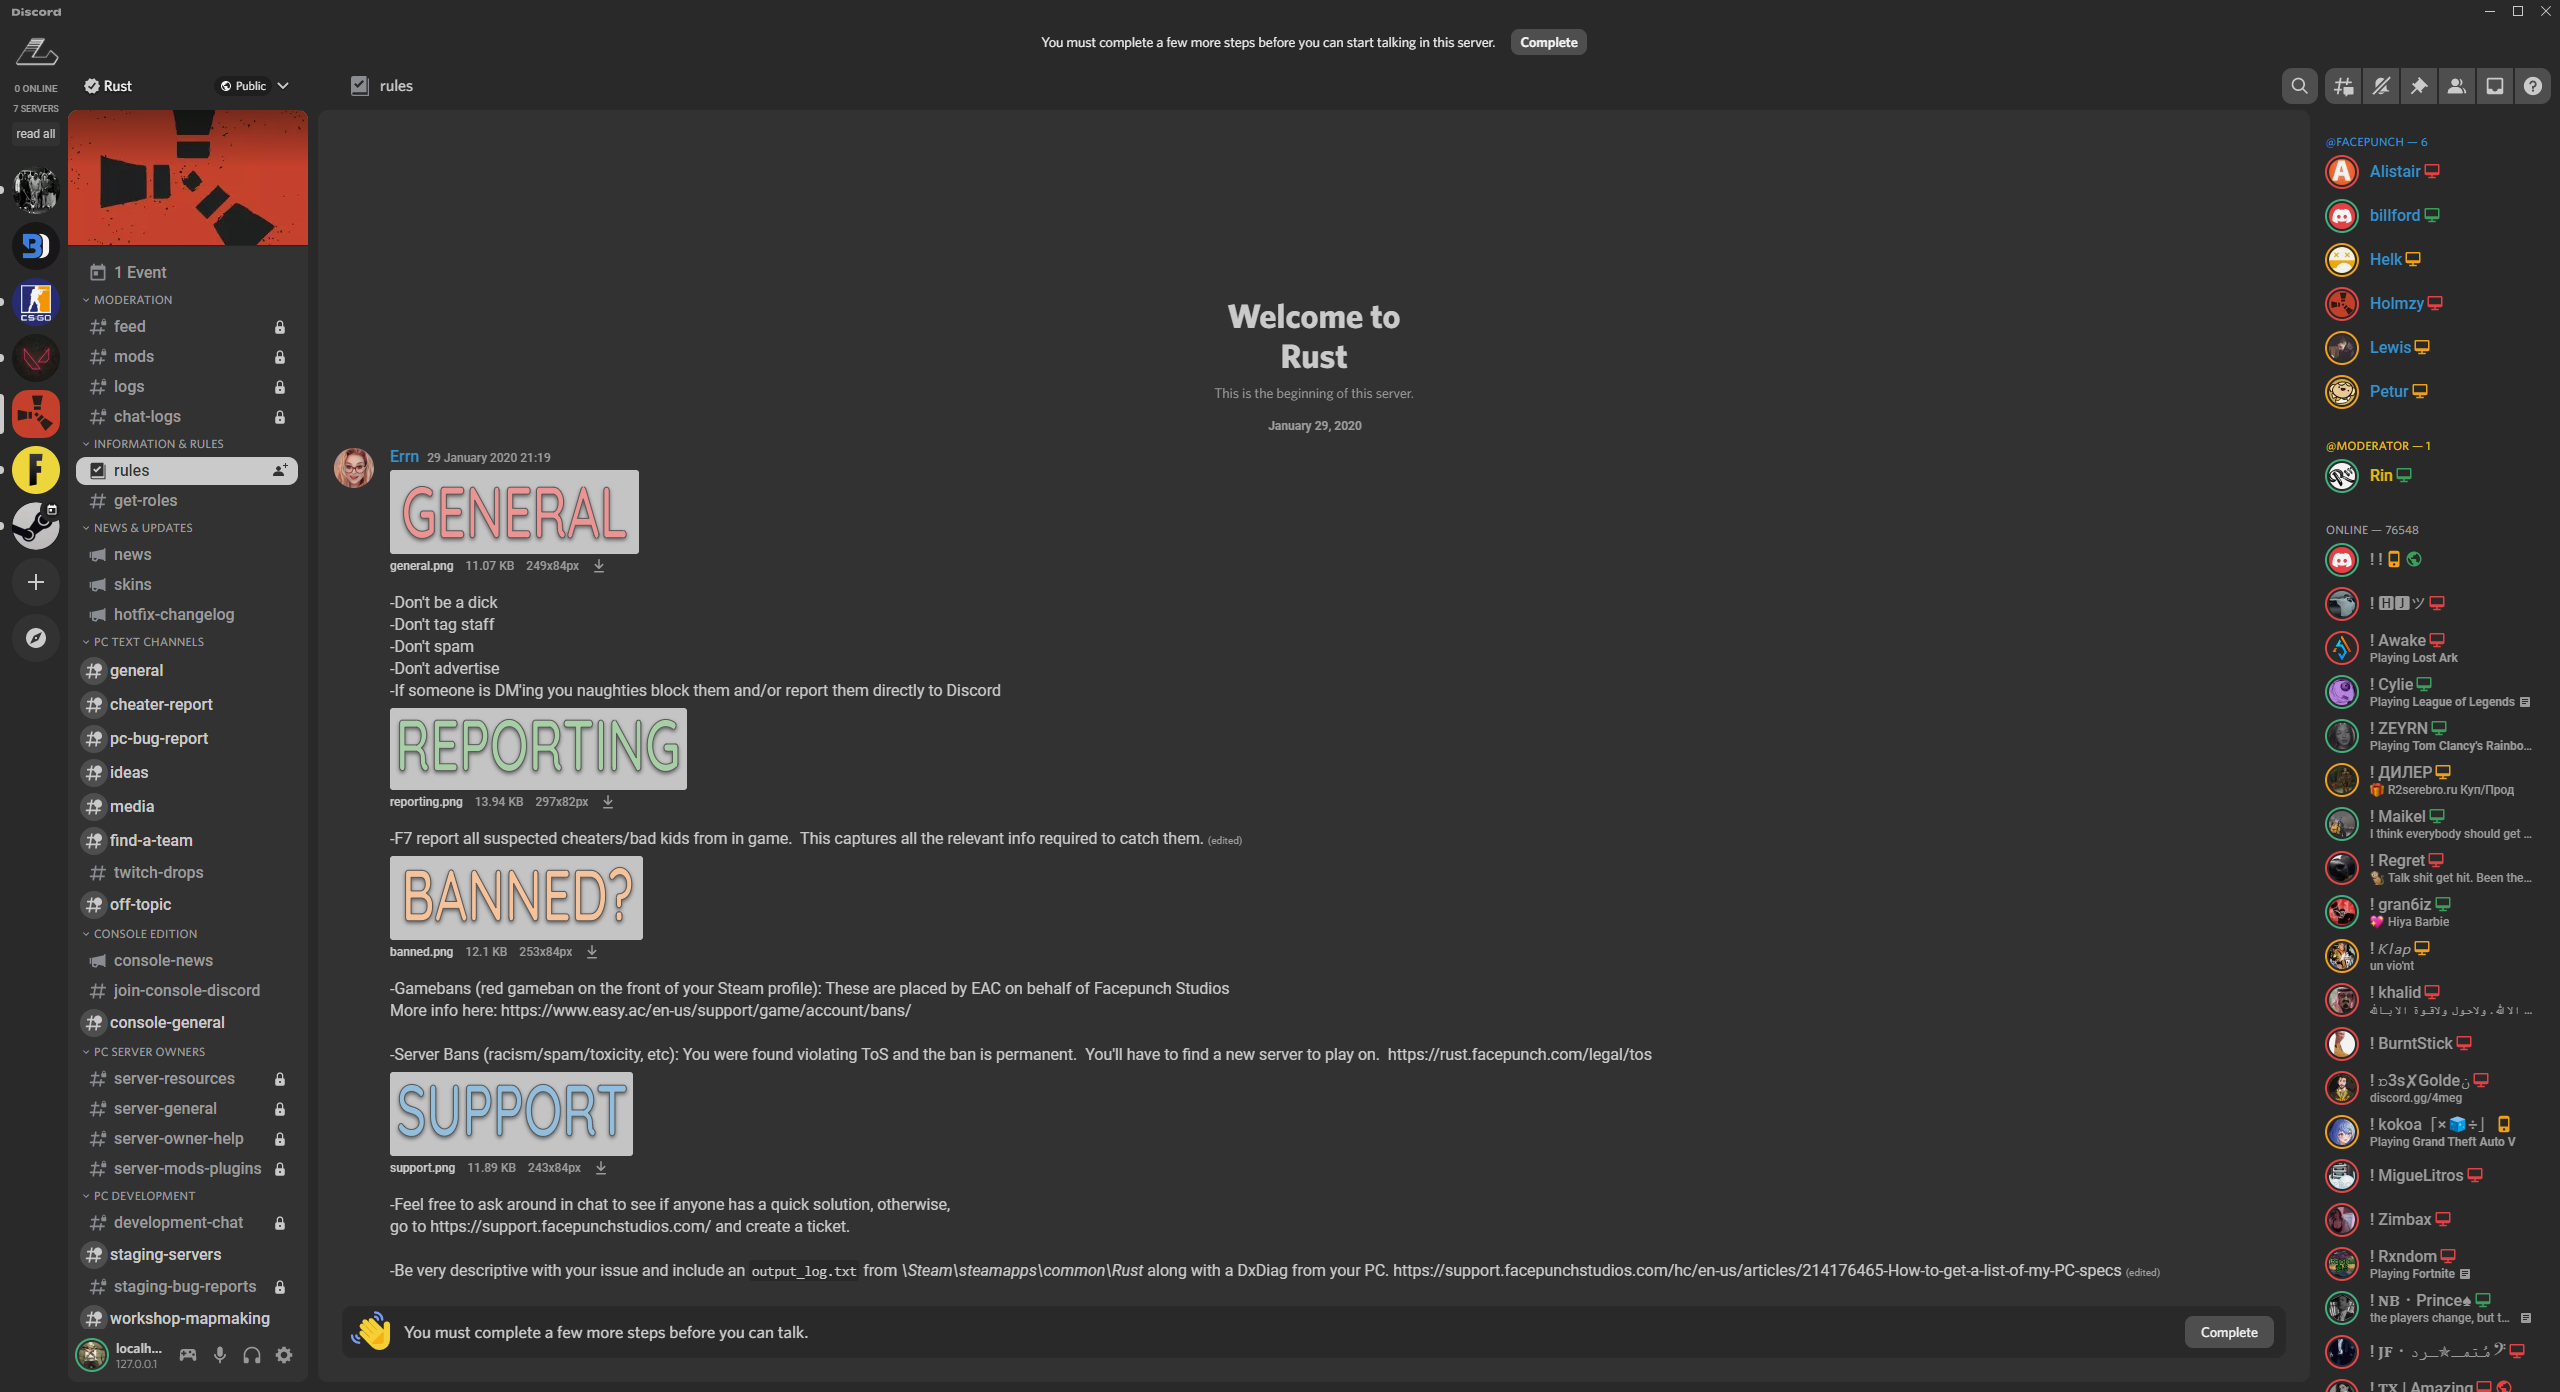 Discord
You must complete a few more steps before you can start talking in this server.
Complete
0 ONLINE
7 SERVERS
read all
CS:GO
Rust
Public
rules
1 Event
MODERATION
feed
mods
logs
chat-logs
INFORMATION & RULES
rules
get-roles
NEWS & UPDATES
news
skins
hotfix-changelog
PC TEXT CHANNELS
general
cheater-report
pc-bug-report
ideas
media
find-a-team
twitch-drops
off-topic
CONSOLE EDITION
console-news
join-console-discord
console-general
PC SERVER OWNERS
server-resources
server-general
server-owner-help
server-mods-plugins
PC DEVELOPMENT
development-chat
staging-servers
staging-bug-reports
workshop-mapmaking
localh...
127.0.0.1
Welcome to
Rust
This is the beginning of this server.
January 29, 2020
Errn 29 January 2020 21:19
GENERAL
general.png 11.07 KB 249x84px
-Don't be a dick
-Don't tag staff
-Don't spam
-Don't advertise
-If someone is DM'ing you naughties block them and/or report them directly to Discord
REPORTING
reporting.png 13.94 KB 297x82px
-F7 report all suspected cheaters/bad kids from in game.  This captures all the relevant info required to catch them. (edited)
BANNED?
banned.png 12.1 KB 253x84px
-Gamebans (red gameban on the front of your Steam profile): These are placed by EAC on behalf of Facepunch Studios
More info here: https://www.easy.ac/en-us/support/game/account/bans/
-Server Bans (racism/spam/toxicity, etc): You were found violating ToS and the ban is permanent.  You'll have to find a new server to play on.  https://rust.facepunch.com/legal/tos
SUPPORT
support.png 11.89 KB 243x84px
-Feel free to ask around in chat to see if anyone has a quick solution, otherwise,
go to https://support.facepunchstudios.com/ and create a ticket.
-Be very descriptive with your issue and include an output_log.txt from \Steam\steamapps\common\Rust along with a DxDiag from your PC. https://support.facepunchstudios.com/hc/en-us/articles/214176465-How-to-get-a-list-of-my-PC-specs (edited)
You must complete a few more steps before you can talk.
Complete
@FACEPUNCH — 6
Alistair
billford
Helk
Holmzy
Lewis
Petur
@MODERATOR — 1
Rin
ONLINE — 76548
! !
! 🅷🅹ツ
! Awake
Playing Lost Ark
! Cylie
Playing League of Legends
! ZEYRN
Playing Tom Clancy's Rainbo...
! ДИЛЕР
R2serebro.ru Куп/Прод
! Maikel
I think everybody should get ...
! Regret
Talk shit get hit. Been the...
! gran6iz
Hiya Barbie
! Klap
un vio'nt
! khalid
الا الله. ولاحول ولاقوة الا بالله ...
! BurntStick
discord.gg/4meg
! kokoa「×🧊÷」
Playing Grand Theft Auto V
! MigueLitros
! Zimbax
! Rxndom
Playing Fortnite
! NB・Prince♠
the players change, but t...
! JF・
! TX | Amazing